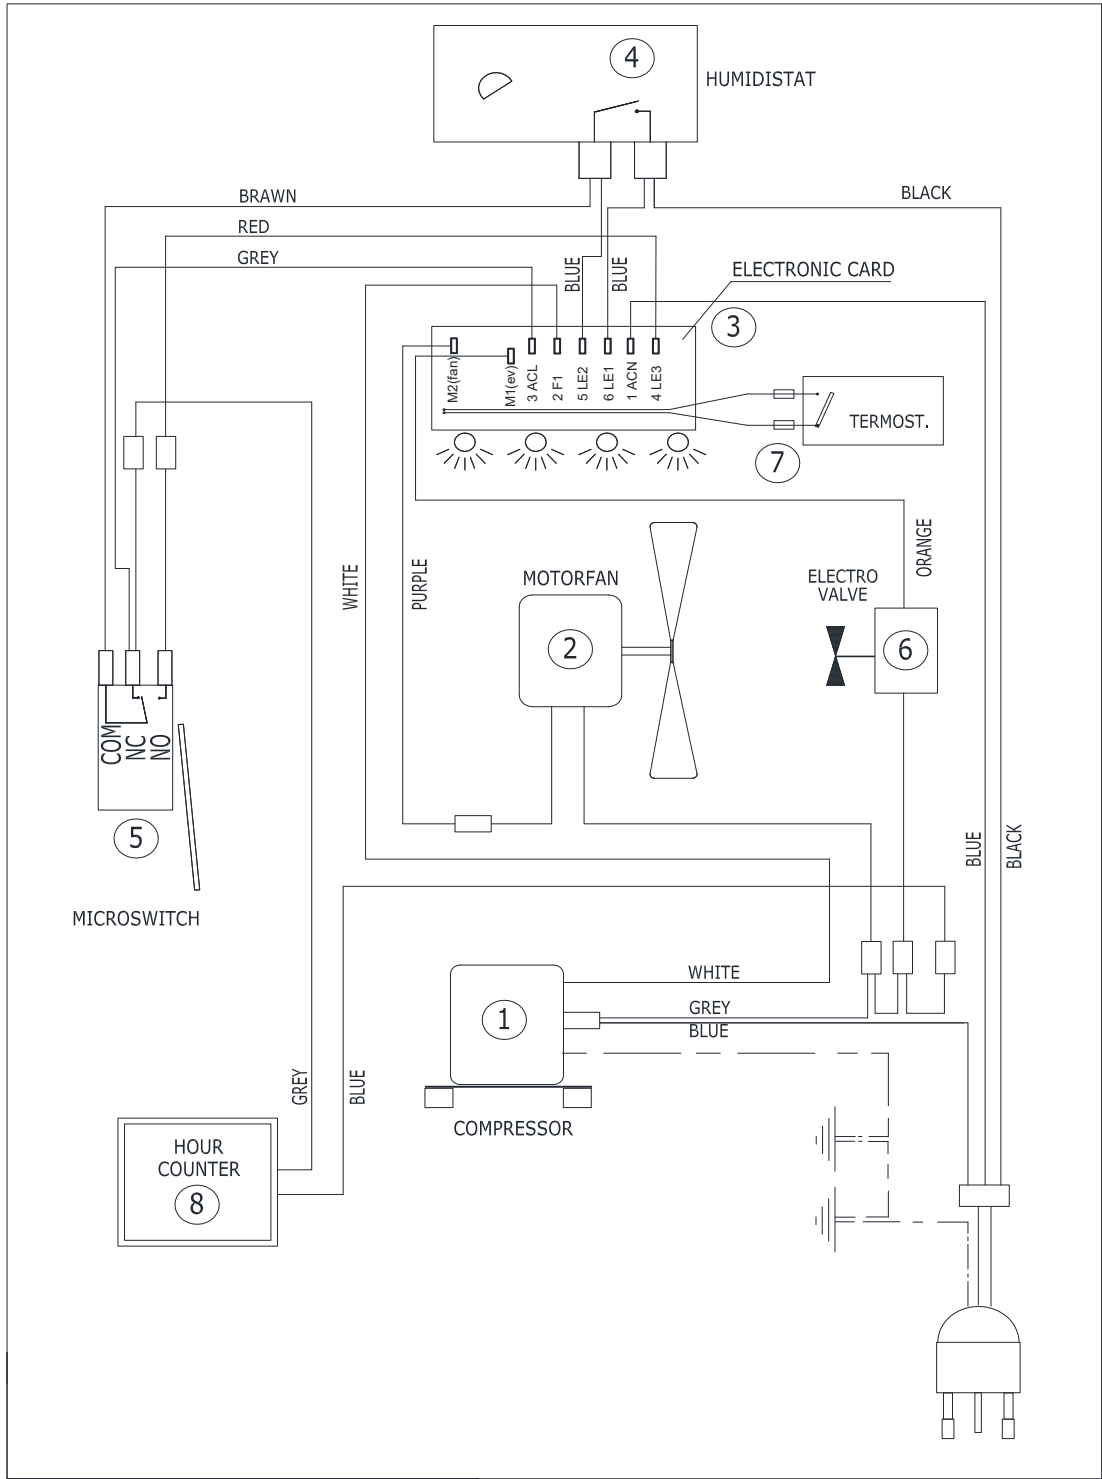 4
HUMIDISTAT
BRAWN
BLACK
RED
GREY
BLUE
BLUE
ELECTRONIC CARD
3
M2(fan)
M1(ev)
3 ACL
2 F1
5 LE2
6 LE1
1 ACN
4 LE3
TERMOST.
7
WHITE
PURPLE
ORANGE
MOTORFAN
2
ELECTRO
VALVE
6
COM
NC
NO
5
MICROSWITCH
BLUE
BLACK
WHITE
1
GREY
BLUE
COMPRESSOR
GREY
BLUE
HOUR
COUNTER
8